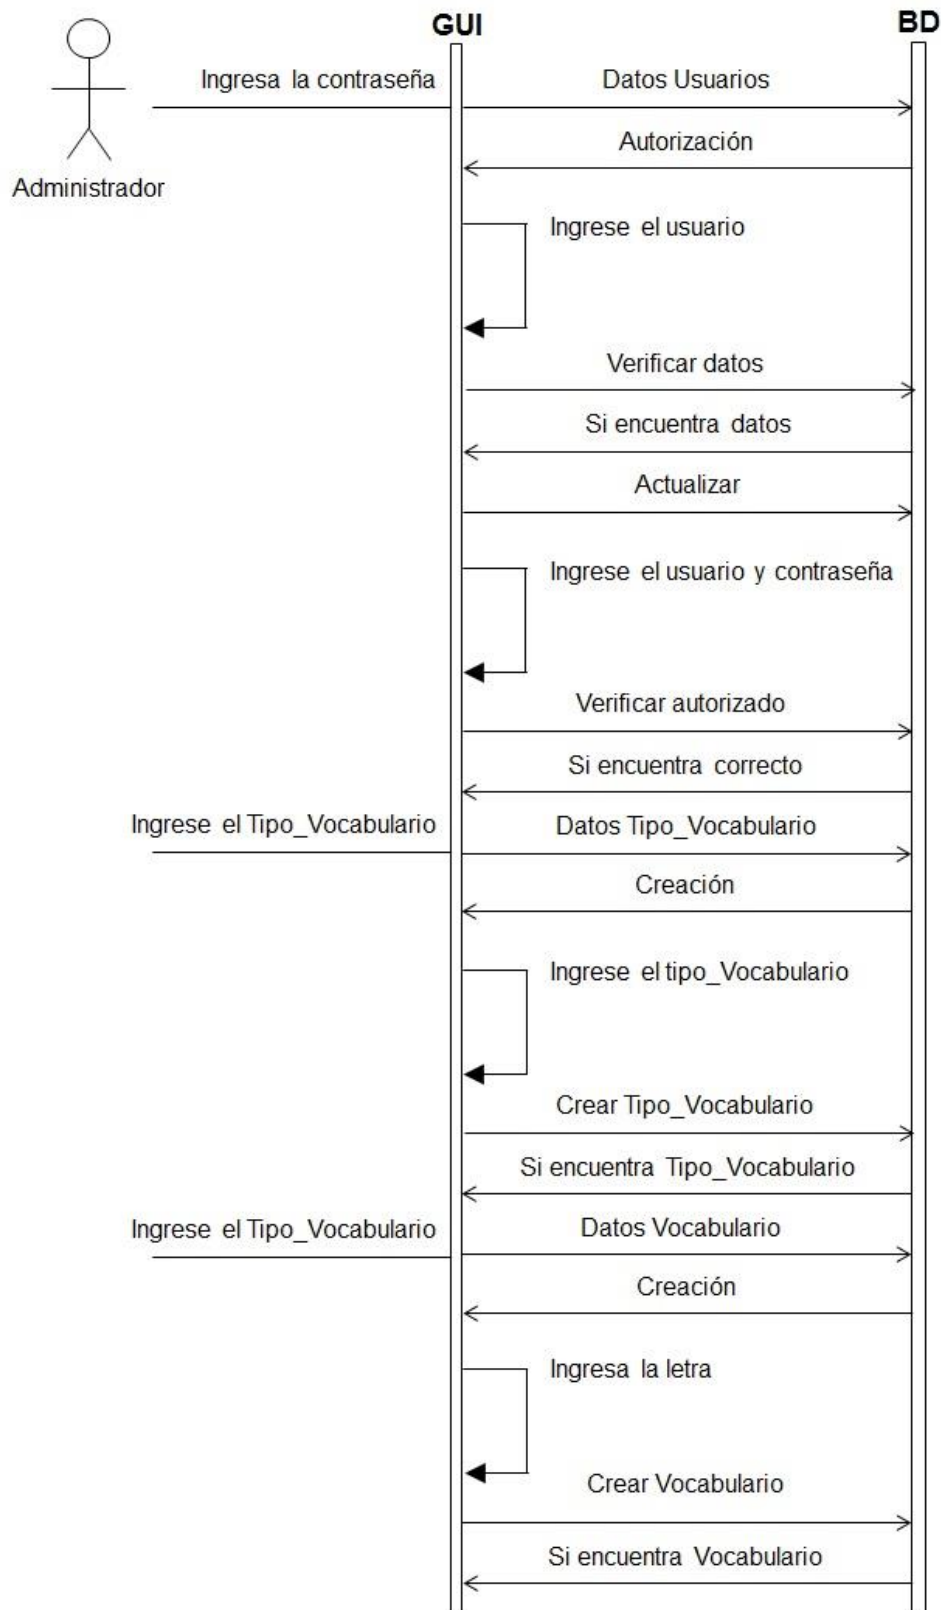 GUI
BD
Ingresa la contraseña
Datos Usuarios
Autorización
Administrador
Ingrese el usuario
Verificar datos
Si encuentra datos
Actualizar
Ingrese el usuario y contraseña
Verificar autorizado
Si encuentra correcto
Ingrese el Tipo_Vocabulario
Datos Tipo_Vocabulario
Creación
Ingrese el tipo_Vocabulario
Crear Tipo_Vocabulario
Si encuentra Tipo_Vocabulario
Ingrese el Tipo_Vocabulario
Datos Vocabulario
Creación
Ingresa la letra
Crear Vocabulario
Si encuentra Vocabulario